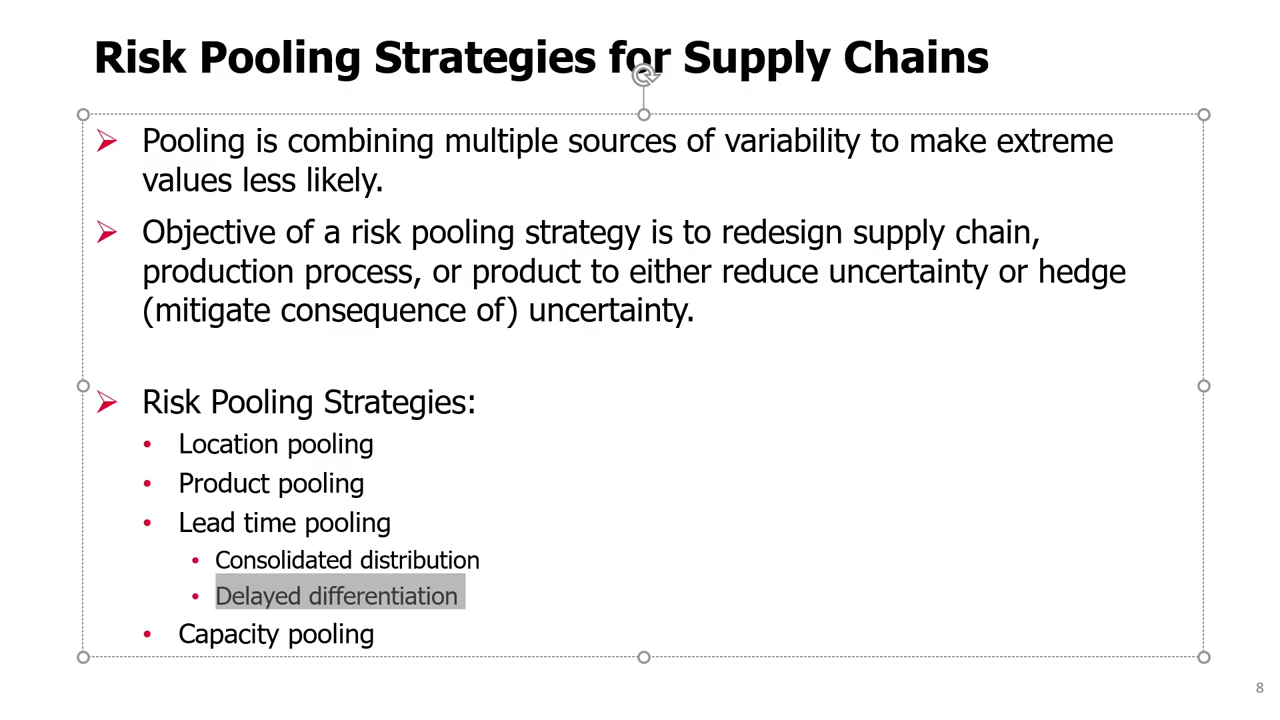 Risk Pooling Strategies for Supply Chains
Pooling is combining multiple sources of variability to make extreme
values less likely.
Objective of a risk pooling strategy is to redesign supply chain,
production process, or product to either reduce uncertainty or hedge
(mitigate consequence of) uncertainty.
Risk Pooling Strategies:
Location pooling
Product pooling
Lead time pooling
Consolidated distribution
Delayed differentiation
Capacity pooling
8